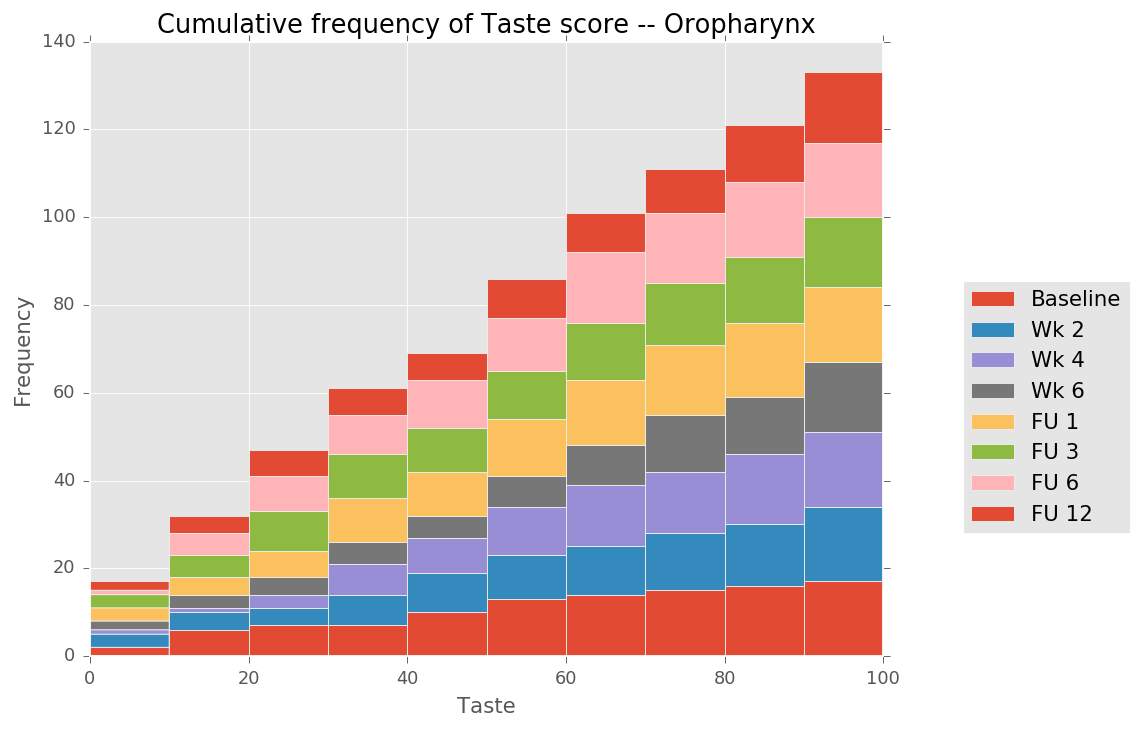 Cumulative frequency of Taste score -- Oropharynx
140
120
100
80
60
40
20
0
Frequency
0 20 40 60 80 100
Taste
Baseline
Wk 2
Wk 4
Wk 6
FU 1
FU 3
FU 6
FU 12